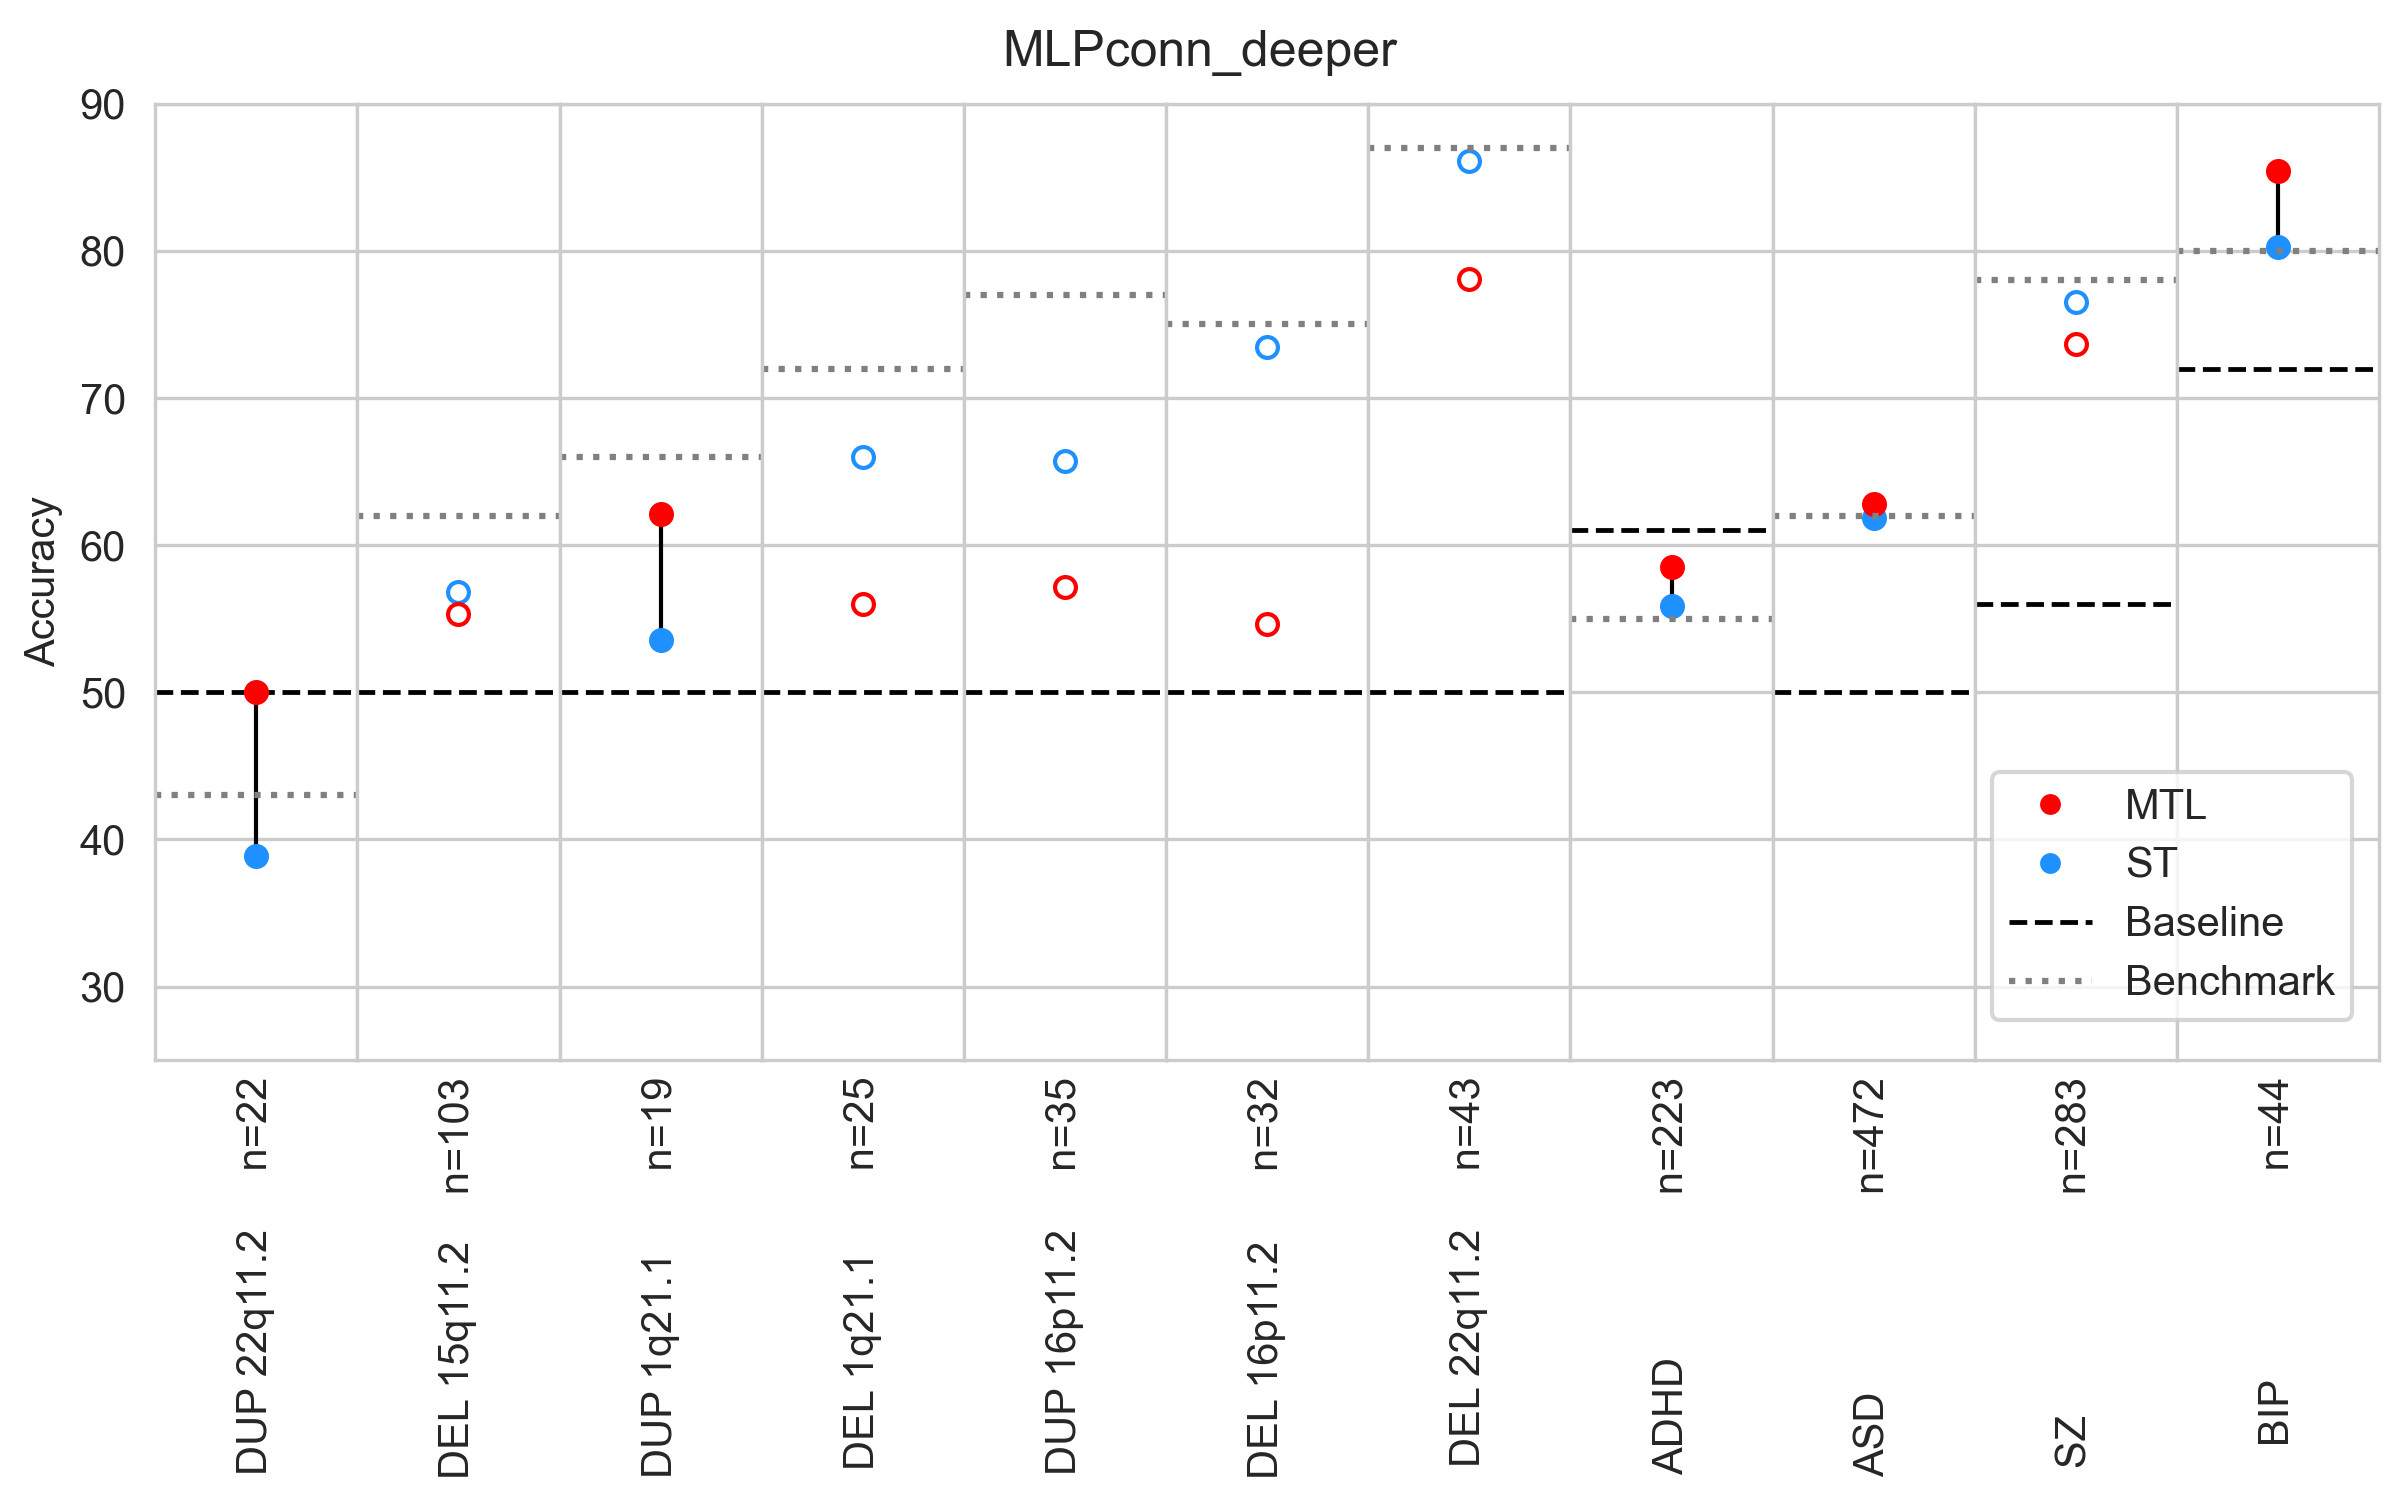 MLPconn_deeper
Accuracy
90
80
70
60
50
40
30
MTL
ST
Baseline
Benchmark
DUP 22q11.2 n=22
DEL 15q11.2 n=103
DUP 1q21.1 n=19
DEL 1q21.1 n=25
DUP 16p11.2 n=35
DEL 16p11.2 n=32
DEL 22q11.2 n=43
ADHD n=223
ASD n=472
SZ n=283
BIP n=44